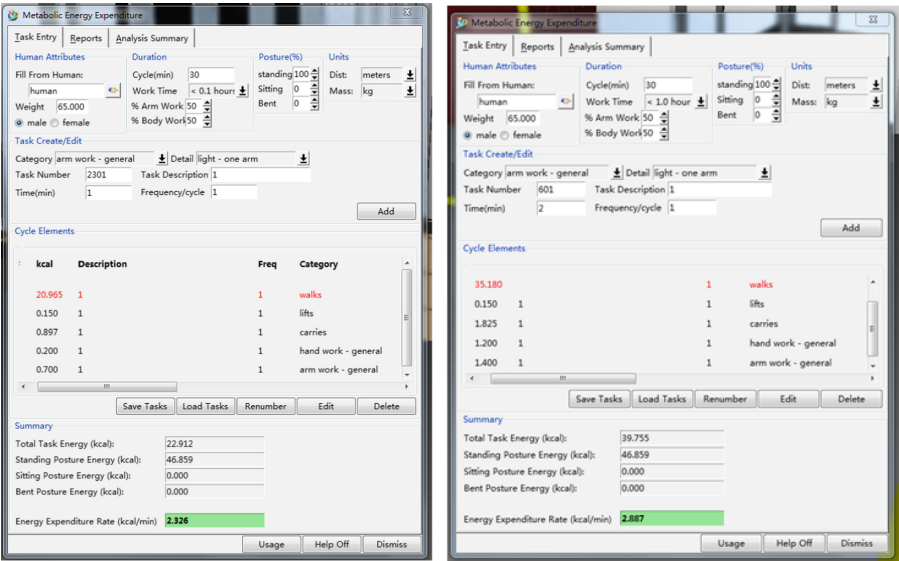 Metabolic Energy Expenditure
Task Entry Reports Analysis Summary
Human Attributes Duration Posture(%) Units
Fill From Human: Cycle(min) 30 standing 100 Dist: meters
human Work Time < 0.1 hours Sitting 0 Mass: kg
Weight 65.000 % Arm Work 50 Bent 0
male female % Body Work 50
Task Create/Edit
Category arm work - general Detail light - one arm
Task Number 2301 Task Description 1
Time(min) 1 Frequency/cycle 1
Add
Cycle Elements
kcal Description Freq Category
20.965 1 1 walks
0.150 1 1 lifts
0.897 1 1 carries
0.200 1 1 hand work - general
0.700 1 1 arm work - general
Save Tasks Load Tasks Renumber Edit Delete
Summary
Total Task Energy (kcal): 22.912
Standing Posture Energy (kcal): 46.859
Sitting Posture Energy (kcal): 0.000
Bent Posture Energy (kcal): 0.000
Energy Expenditure Rate (kcal/min) 2.326
Usage Help Off Dismiss
Metabolic Energy Expenditure
Task Entry Reports Analysis Summary
Human Attributes Duration Posture(%) Units
Fill From Human: Cycle(min) 30 standing 100 Dist: meters
human Work Time < 1.0 hour Sitting 0 Mass: kg
Weight 65.000 % Arm Work 50 Bent 0
male female % Body Work 50
Task Create/Edit
Category arm work - general Detail light - one arm
Task Number 601 Task Description 1
Time(min) 2 Frequency/cycle 1
Add
Cycle Elements
35.180 1 walks
0.150 1 1 lifts
1.825 1 1 carries
1.200 1 1 hand work - general
1.400 1 1 arm work - general
Save Tasks Load Tasks Renumber Edit Delete
Summary
Total Task Energy (kcal): 39.755
Standing Posture Energy (kcal): 46.859
Sitting Posture Energy (kcal): 0.000
Bent Posture Energy (kcal): 0.000
Energy Expenditure Rate (kcal/min) 2.887
Usage Help Off Dismiss